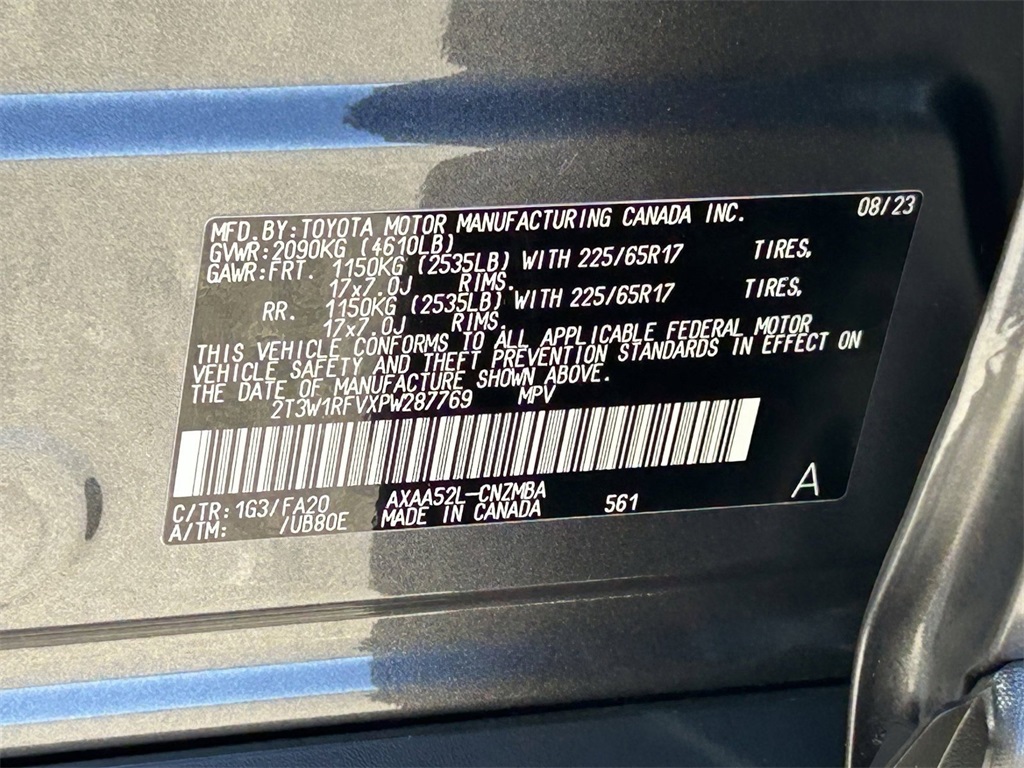 MFD. BY: TOYOTA MOTOR MANUFACTURING CANADA INC. 08/23
GVWR: 2090KG (4610LB)
GAWR: FRT. 1150KG (2535LB) WITH 225/65R17 TIRES.
17x7.0J RIMS.
RR. 1150KG (2535LB) WITH 225/65R17 TIRES.
17x7.0J RIMS.
THIS VEHICLE CONFORMS TO ALL APPLICABLE FEDERAL MOTOR
VEHICLE SAFETY AND THEFT PREVENTION STANDARDS IN EFFECT ON
THE DATE OF MANUFACTURE SHOWN ABOVE.
2T3W1RFVXPW287769 MPV
C/TR: 1G3/FA20 AXAA52L-CNZMBA 561 A
A/TM: /UB80E MADE IN CANADA